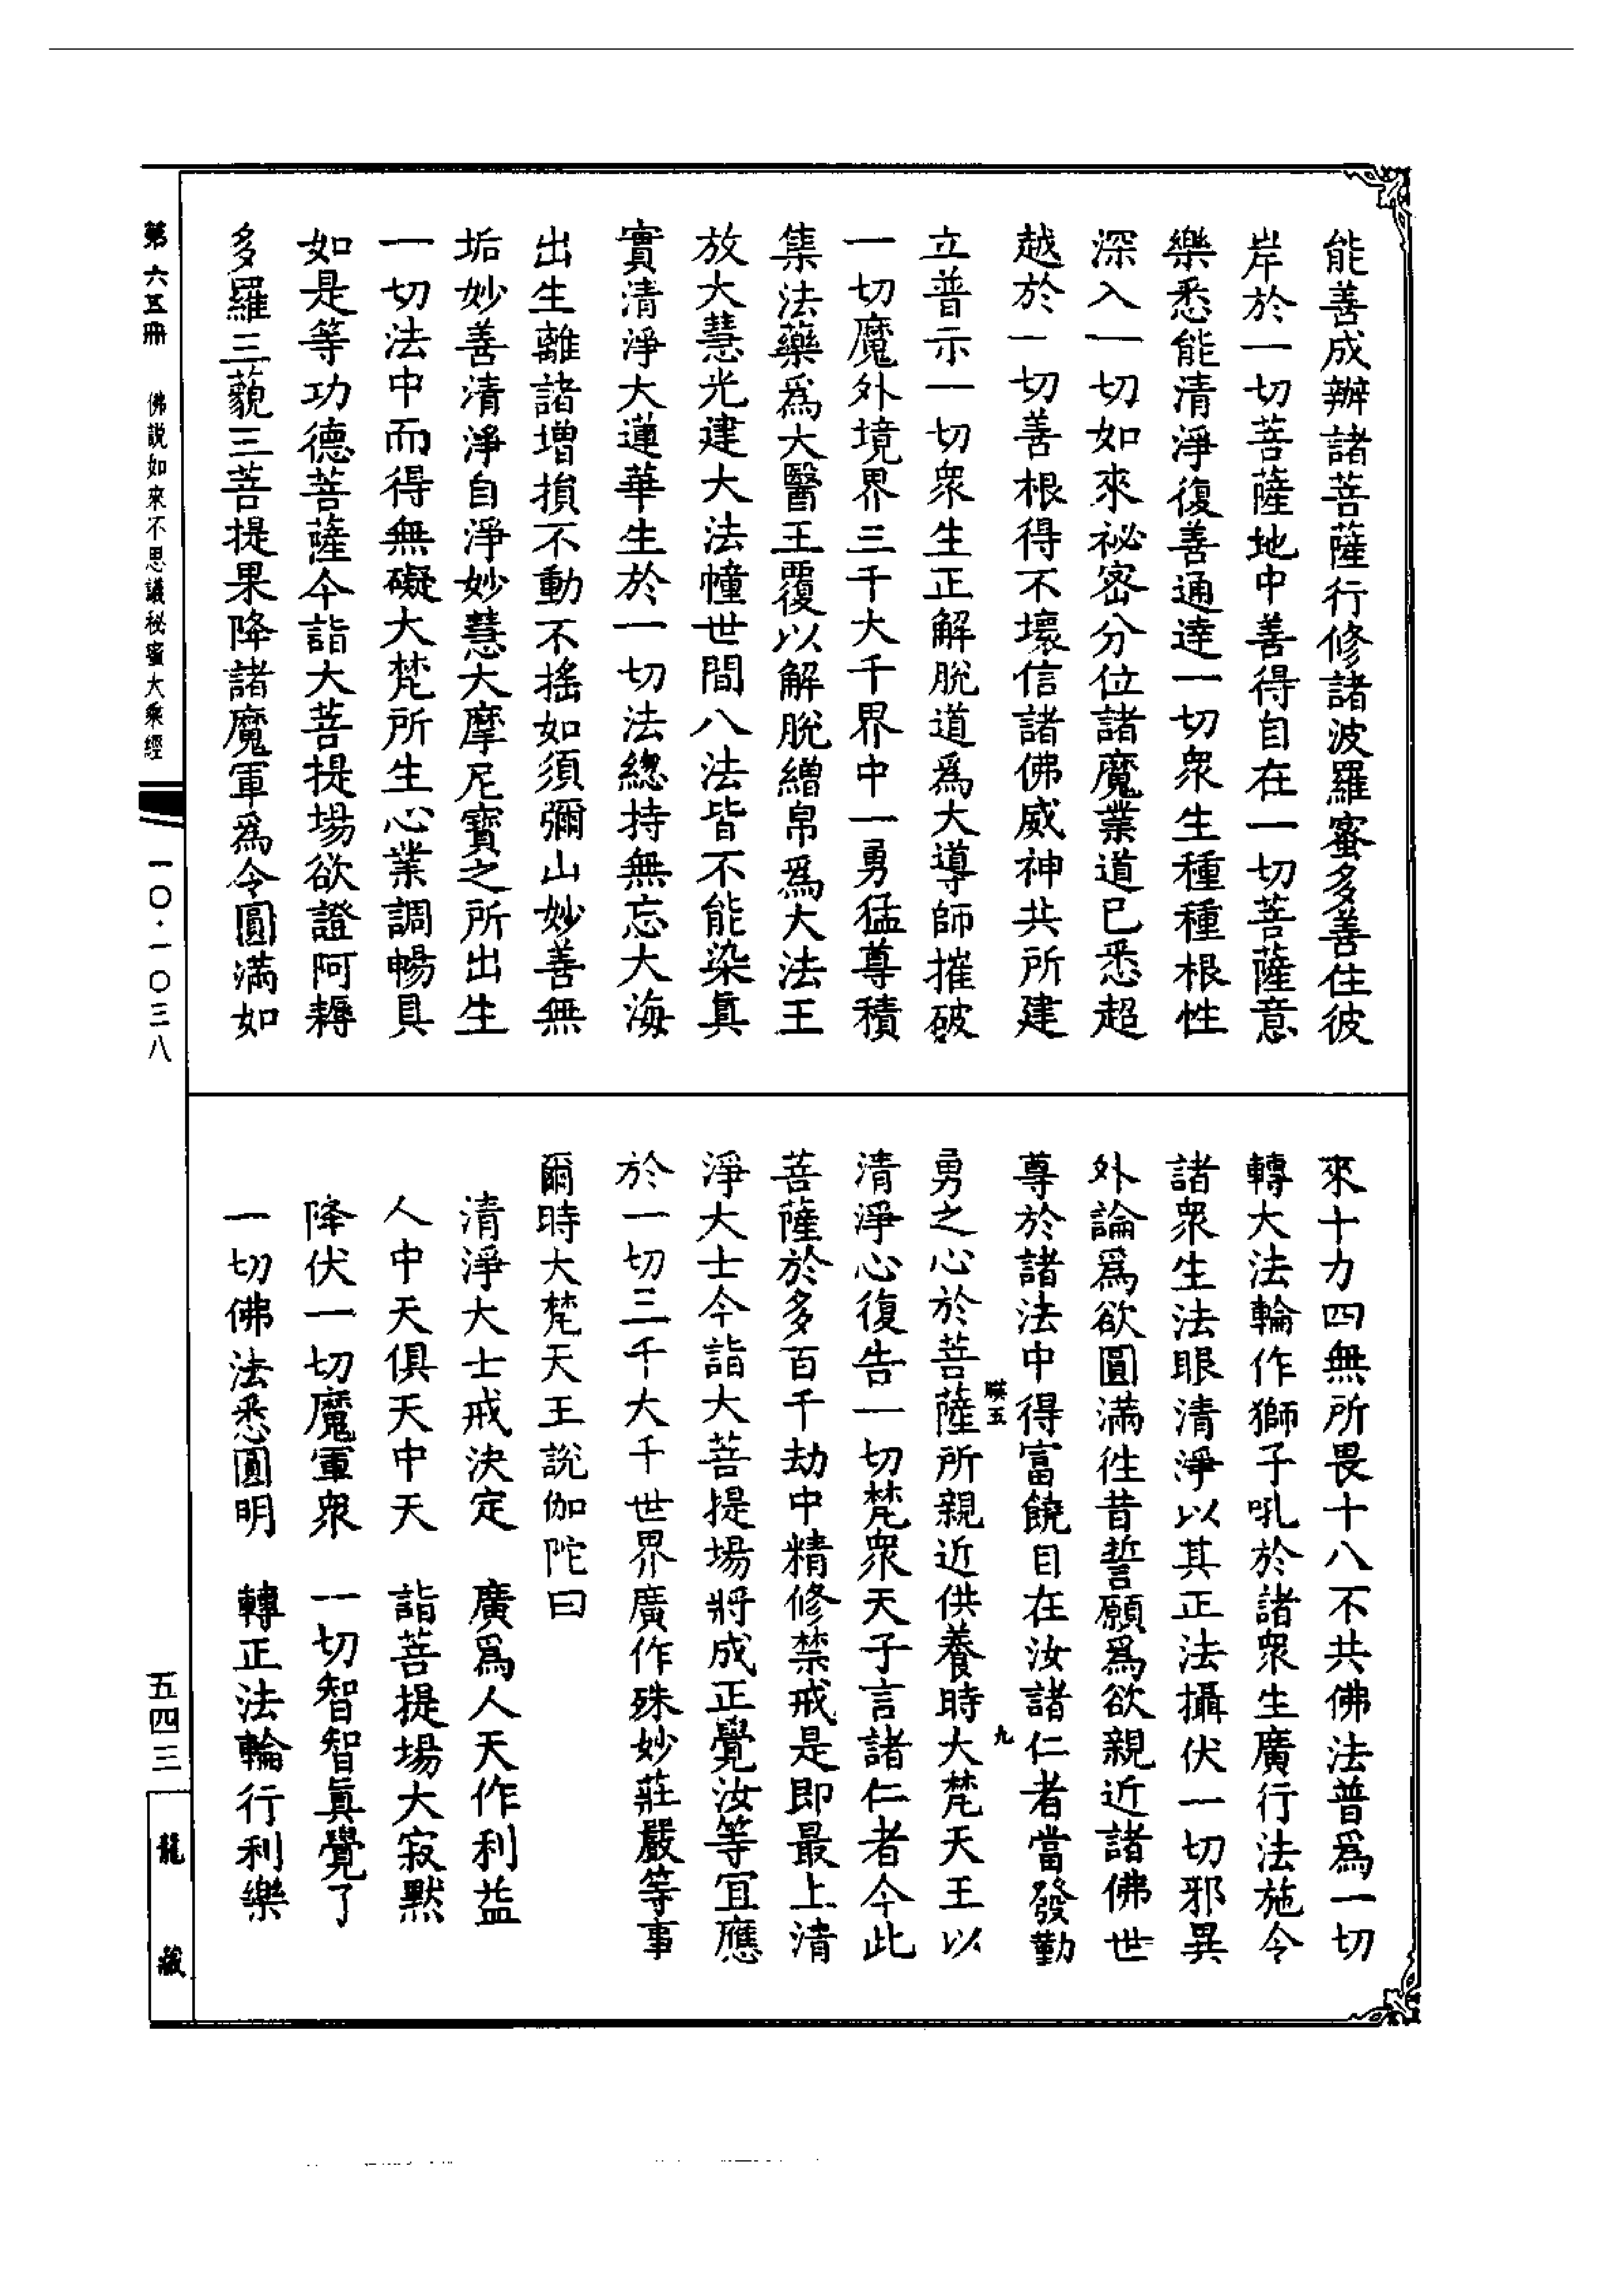 能善成辦諸菩薩行修諸波羅蜜多善住彼
岸於一切菩薩地中善得自在一切菩薩意
樂悉能清淨復善通達一切衆生種種根性
深入一切如來祕密分位諸魔業道已悉超
越於一切善根得不壞信諸佛威神共所建
立普示一切衆生正解脫道爲大導師摧破
一切魔外境界三千大千界中一勇猛尊積
集法藥爲大醫王覆以解脫繒帛爲大法王
放大慧光建大法幢世間八法皆不能染眞
實清淨大蓮華生於一切法總持無忘大海
出生離諸增損不動不搖如須彌山妙善無
垢妙善清淨自淨妙慧大摩尼寶之所出生
一切法中而得無礙大梵所生心業調暢具
如是等功德菩薩今詣大菩提場欲證阿耨
多羅三藐三菩提果降諸魔軍爲令圓滿如
來十力四無所畏十八不共佛法普爲一切
轉大法輪作獅子吼於諸衆生廣行法施令
諸衆生法眼清淨以其正法攝伏一切邪異
外論爲欲圓滿徃昔誓願爲欲親近諸佛世
尊於諸法中得富饒自在汝諸仁者當發勤
勇之心於菩薩所親近供養時大梵天王以
清淨心復告一切梵衆天子言諸仁者今此
菩薩於多百千劫中精修禁戒是即最上清
淨大士今詣大菩提場將成正覺汝等宜應
於一切三千大千世界廣作殊妙莊嚴等事
爾時大梵天王說伽陀曰
清淨大士戒決定　廣爲人天作利益
人中天俱天中天　詣菩提場大寂默
降伏一切魔軍衆　一切智智眞覺了
一切佛法悉圓明　轉正法輪行利樂
五
九
第六五冊　佛說如來不思議秘蜜大乘經
一〇·一〇三八
五四三
龍藏